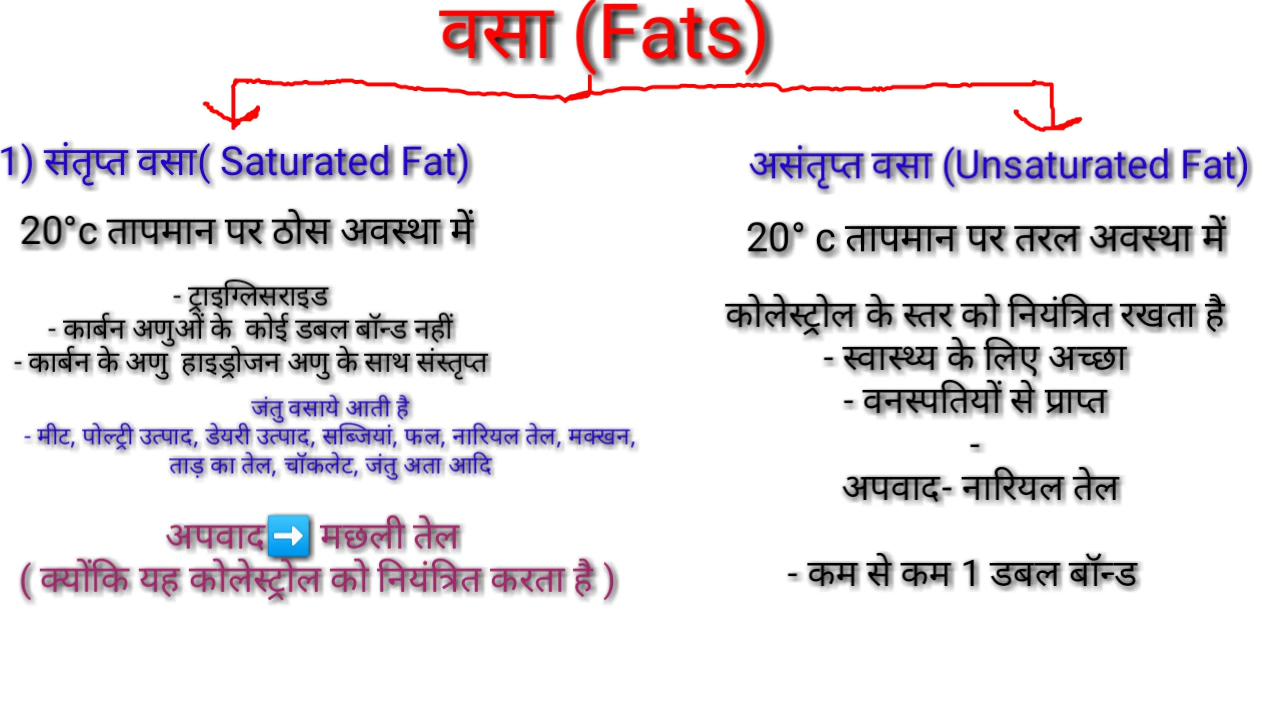 वसा (Fats)
1) संतृप्त वसा( Saturated Fat)
20°c तापमान पर ठोस अवस्था में
- ट्राइग्लिसराइड
- कार्बन अणुओं के कोई डबल बॉन्ड नहीं
- कार्बन के अणु हाइड्रोजन अणु के साथ संस्तृप्त
जंतु वसाये आती है
- मीट, पोल्ट्री उत्पाद, डेयरी उत्पाद, सब्जियां, फल, नारियल तेल, मक्खन,
ताड़ का तेल, चॉकलेट, जंतु अता आदि
अपवाद➡️ मछली तेल
( क्योंकि यह कोलेस्ट्रोल को नियंत्रित करता है )
असंतृप्त वसा (Unsaturated Fat)
20° c तापमान पर तरल अवस्था में
कोलेस्ट्रोल के स्तर को नियंत्रित रखता है
- स्वास्थ्य के लिए अच्छा
- वनस्पतियों से प्राप्त
-
अपवाद- नारियल तेल
- कम से कम 1 डबल बॉन्ड